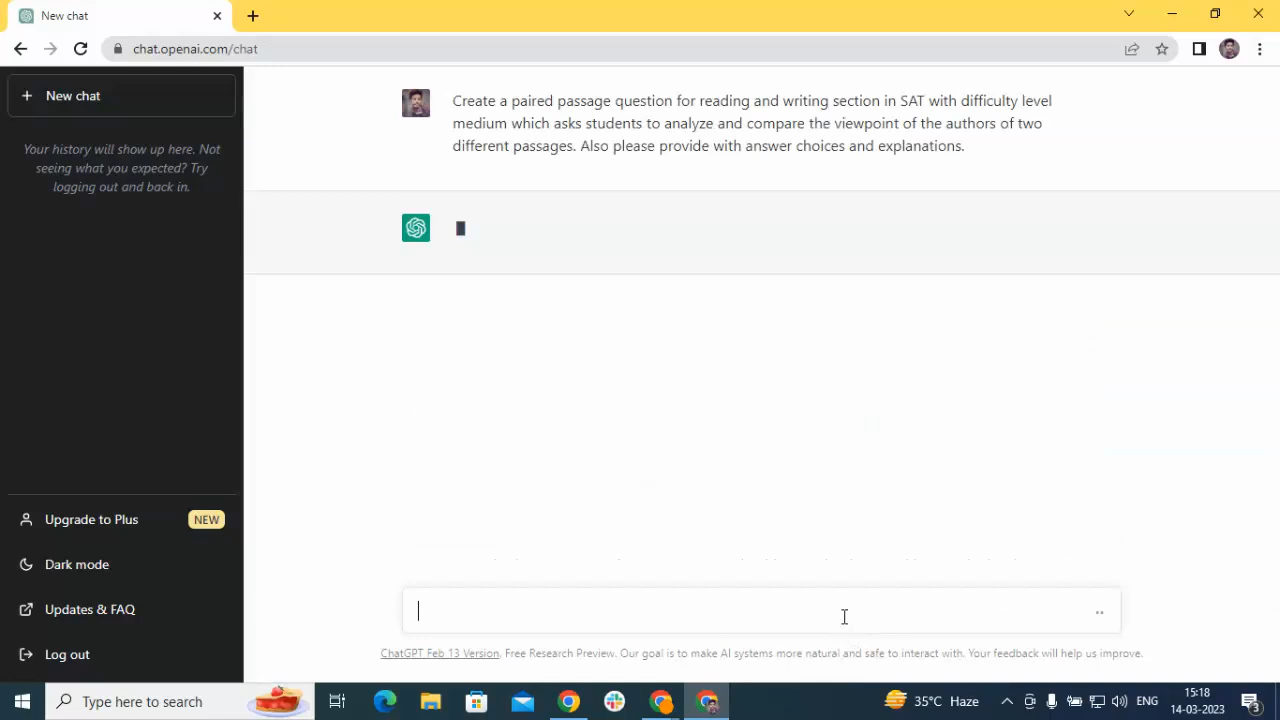 New chat
chat.openai.com/chat
New chat
Your history will show up here. Not
seeing what you expected? Try
logging out and back in.
Upgrade to Plus NEW
Dark mode
Updates & FAQ
Log out
Create a paired passage question for reading and writing section in SAT with difficulty level
medium which asks students to analyze and compare the viewpoint of the authors of two
different passages. Also please provide with answer choices and explanations.
ChatGPT Feb 13 Version. Free Research Preview. Our goal is to make AI systems more natural and safe to interact with. Your feedback will help us improve.
Type here to search
35°C Haze
ENG
15:18
14-03-2023
3